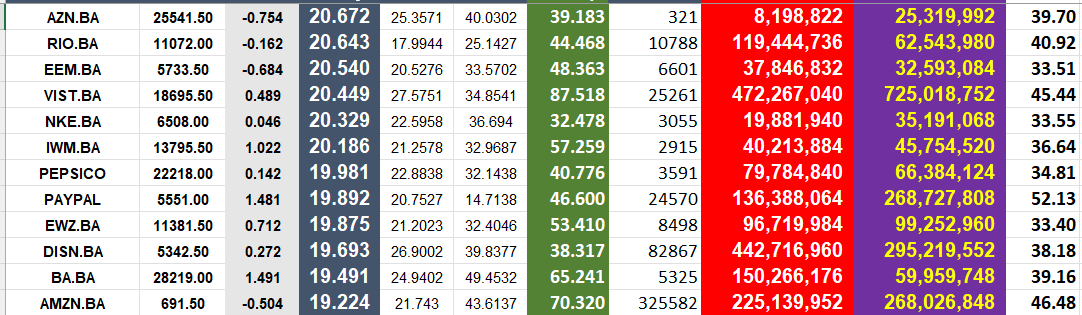 AZN.BA 25541.50 -0.754 20.672 25.3571 40.0302 39.183 321 8,198,822 25,319,992 39.70
RIO.BA 11072.00 -0.162 20.643 17.9944 25.1427 44.468 10788 119,444,736 62,543,980 40.92
EEM.BA 5733.50 -0.684 20.540 20.5276 33.5702 48.363 6601 37,846,832 32,593,084 33.51
VIST.BA 18695.50 0.489 20.449 27.5751 34.8541 87.518 25261 472,267,040 725,018,752 45.44
NKE.BA 6508.00 0.046 20.329 22.5958 36.694 32.478 3055 19,881,940 35,191,068 33.55
IWM.BA 13795.50 1.022 20.186 21.2578 32.9687 57.259 2915 40,213,884 45,754,520 36.64
PEPSICO 22218.00 0.142 19.981 22.8838 32.1438 40.776 3591 79,784,840 66,384,124 34.81
PAYPAL 5551.00 1.481 19.892 20.7527 14.7138 46.600 24570 136,388,064 268,727,808 52.13
EWZ.BA 11381.50 0.712 19.875 21.2023 32.4046 53.410 8498 96,719,984 99,252,960 33.40
DISN.BA 5342.50 0.272 19.693 26.9002 39.8377 38.317 82867 442,716,960 295,219,552 38.18
BA.BA 28219.00 1.491 19.491 24.9402 49.4532 65.241 5325 150,266,176 59,959,748 39.16
AMZN.BA 691.50 -0.504 19.224 21.743 43.6137 70.320 325582 225,139,952 268,026,848 46.48